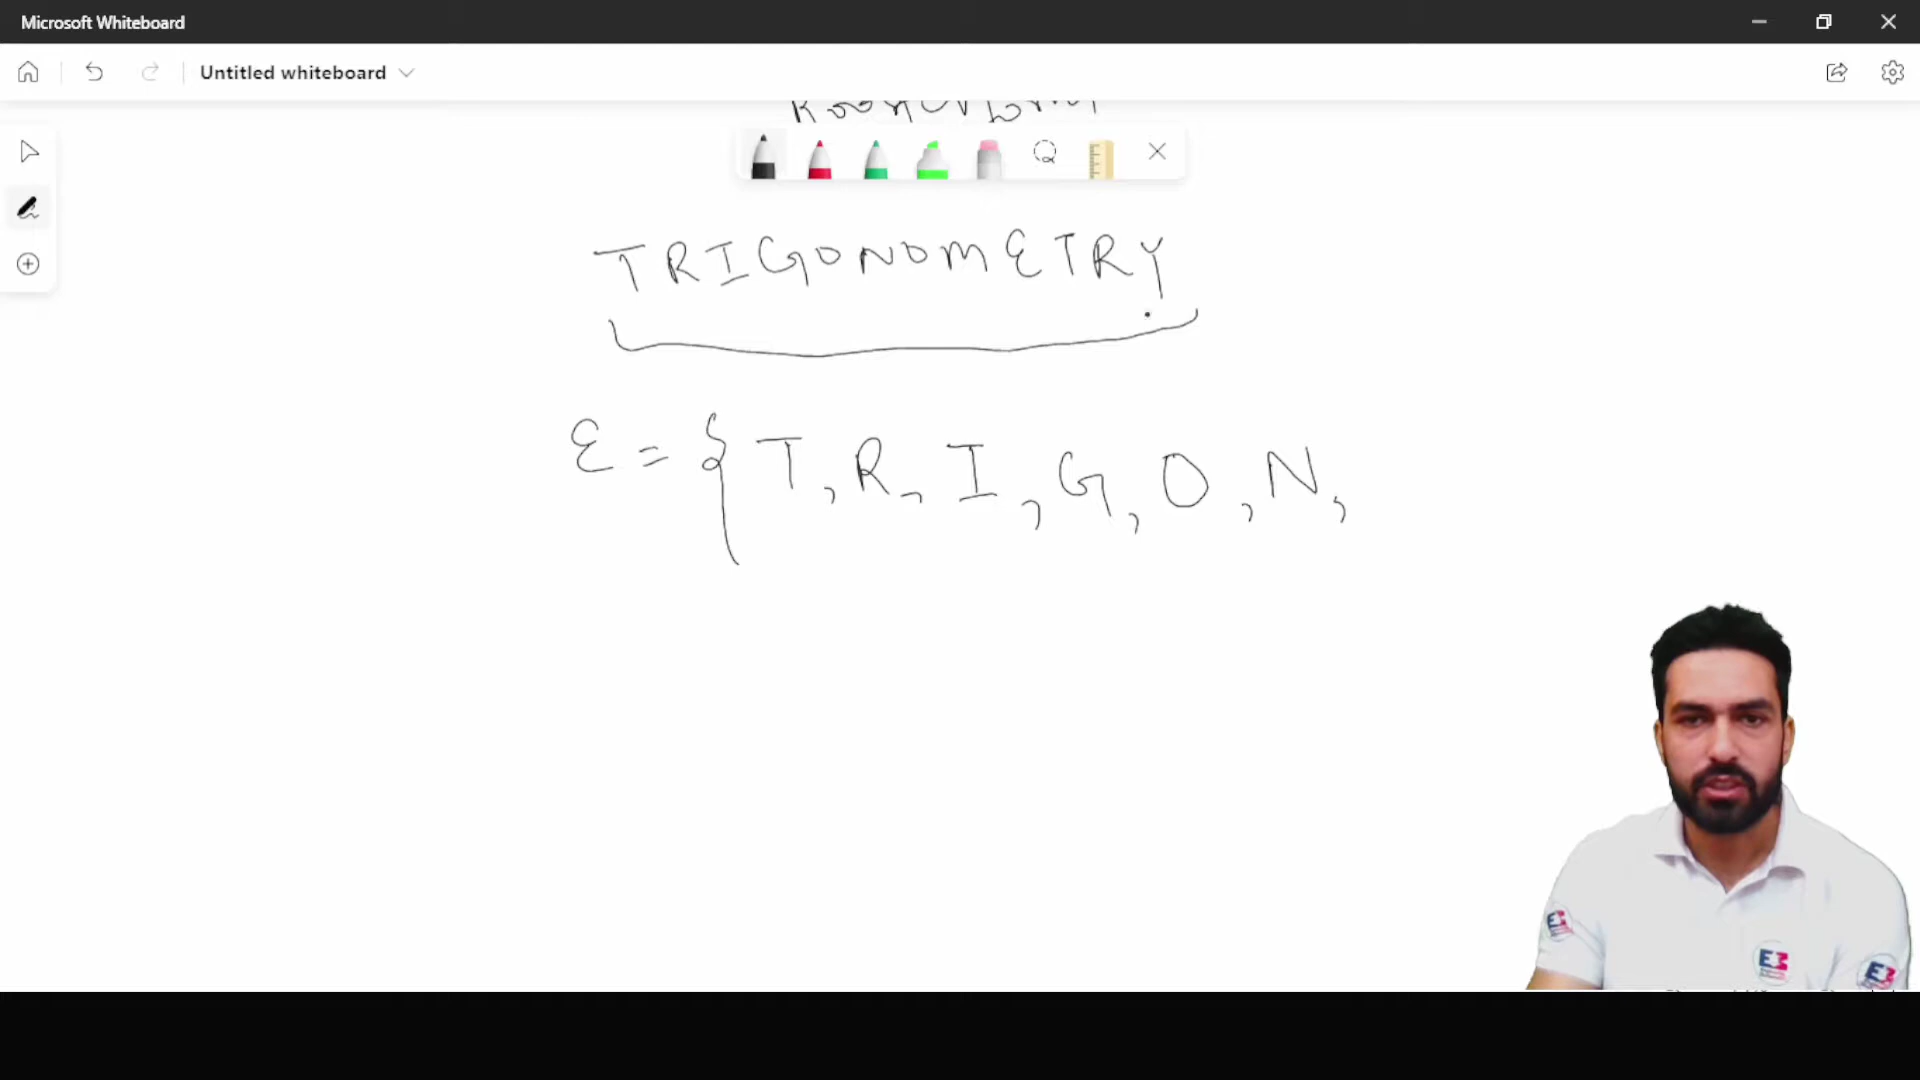 Microsoft Whiteboard
Untitled whiteboard
TRIGONOMETRY
E = { T, R, I, G, O, N,